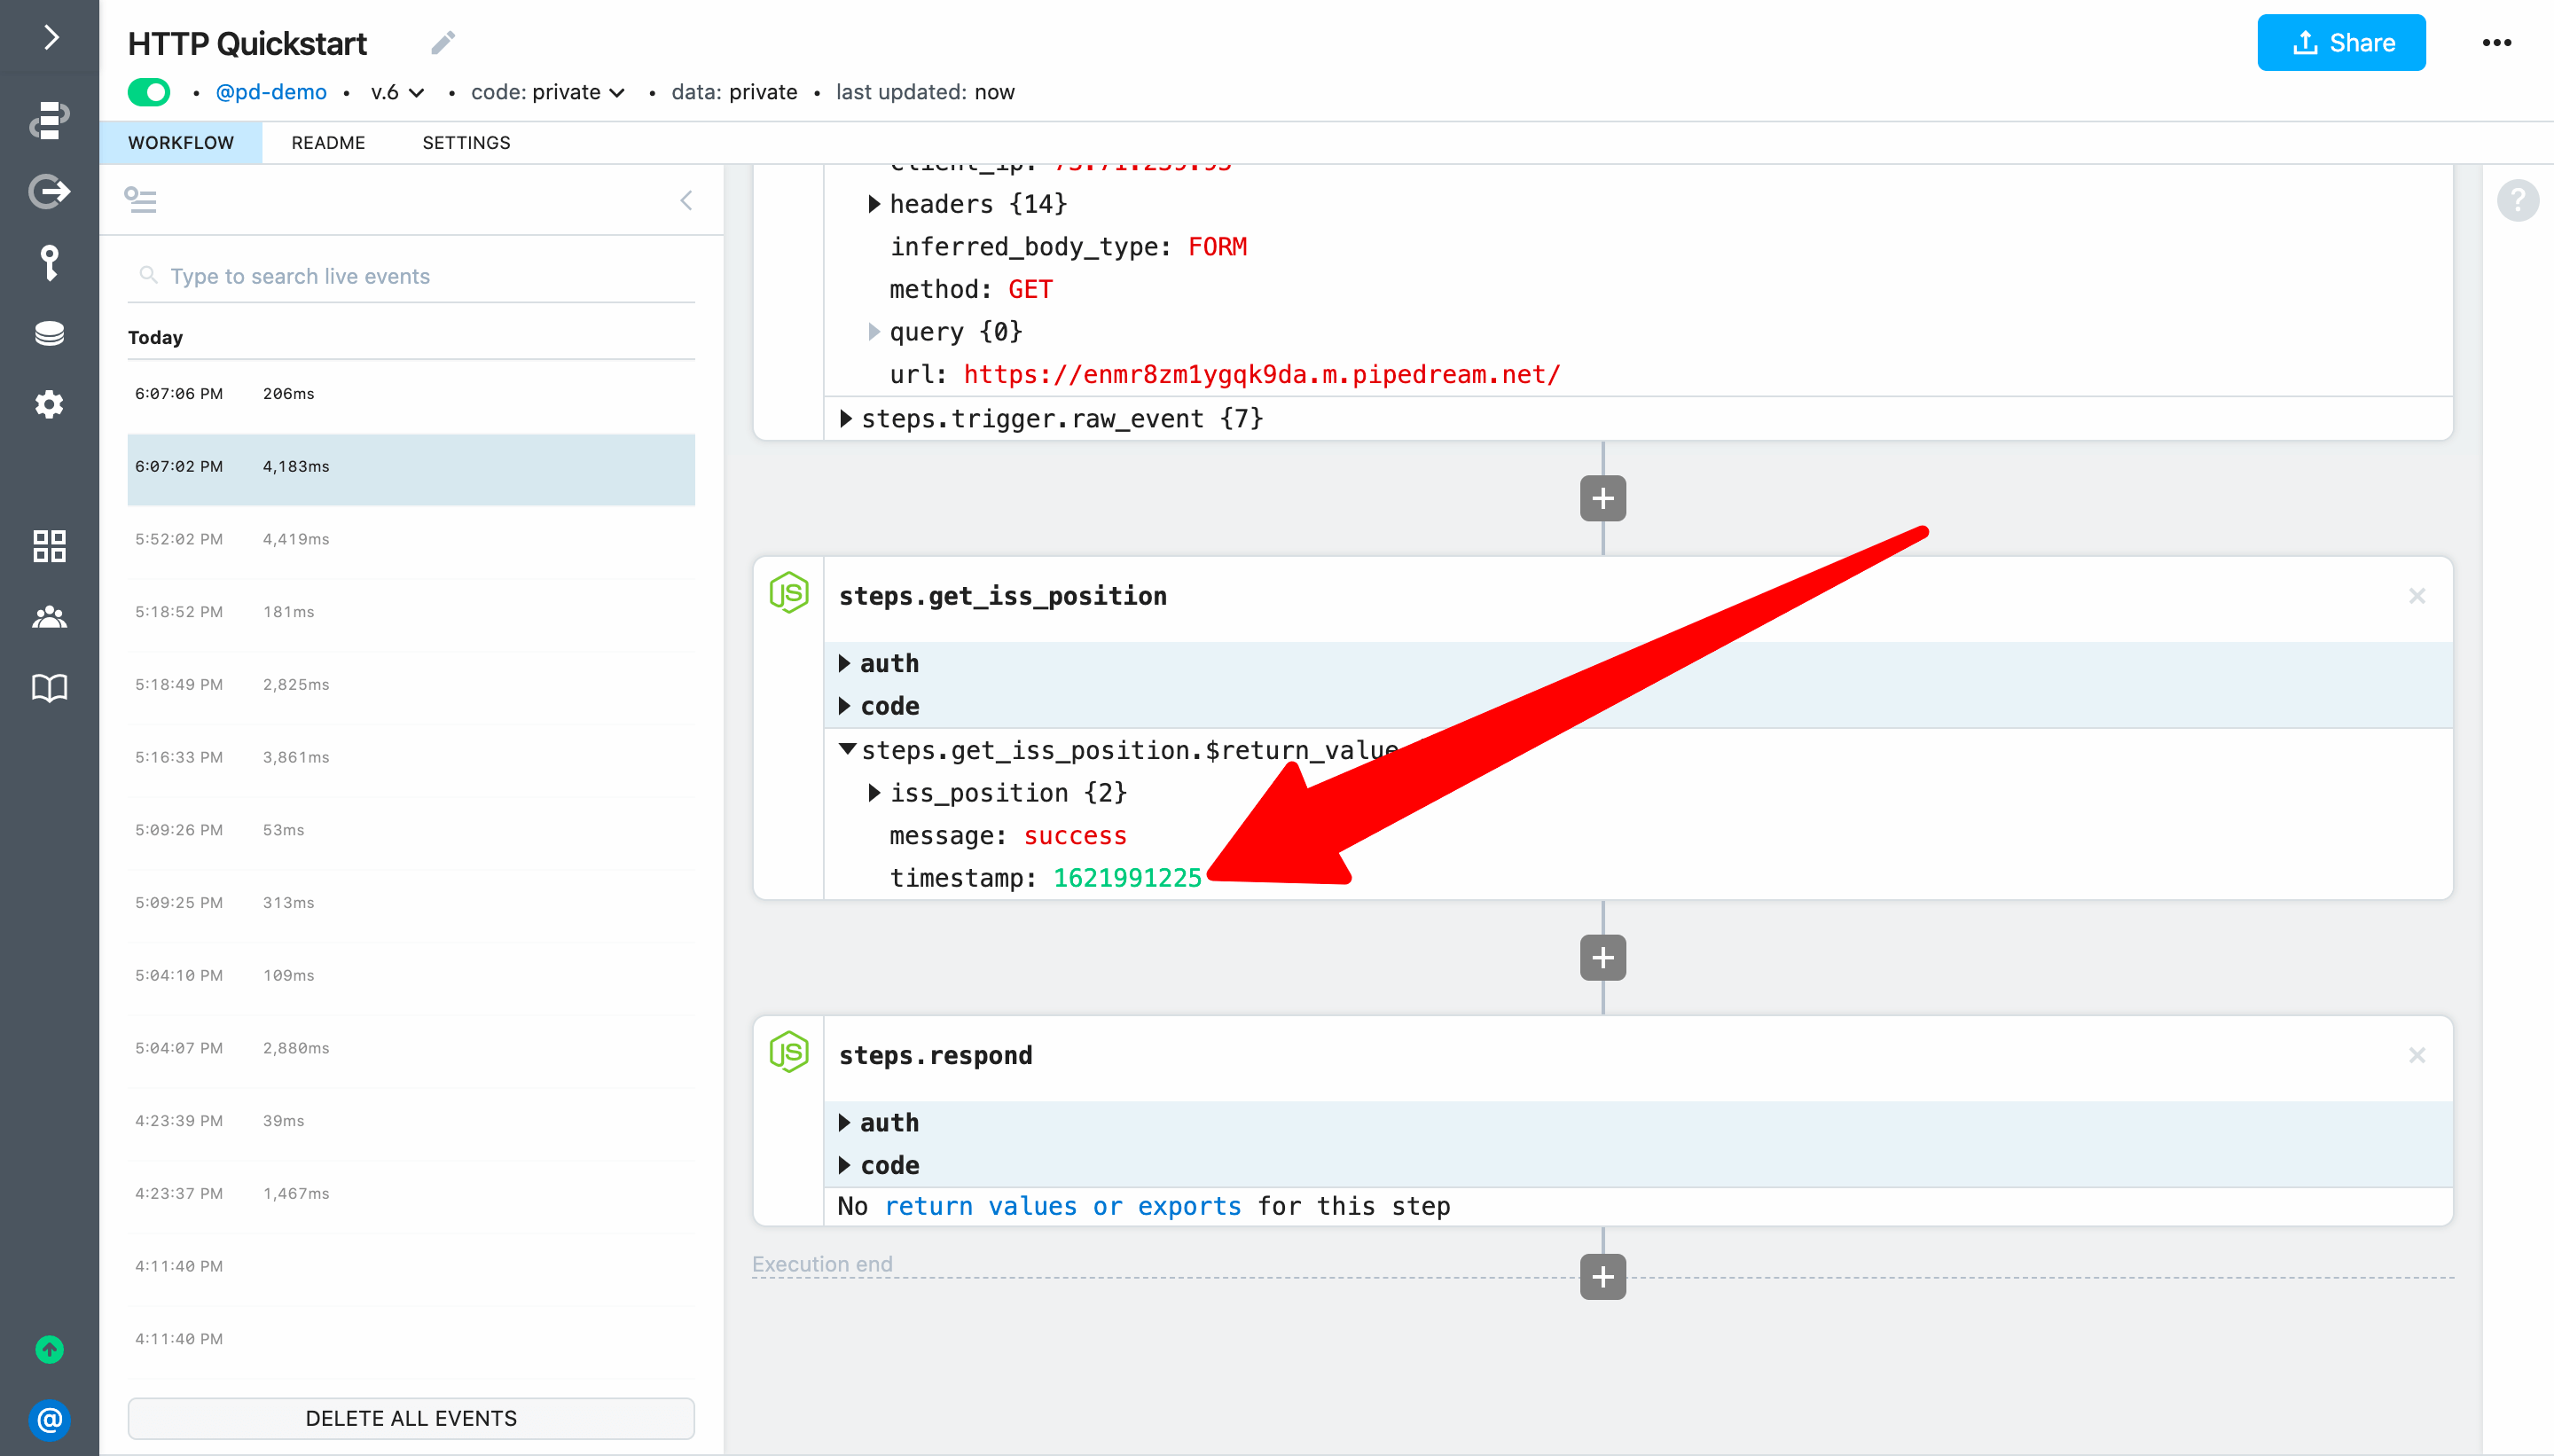 HTTP Quickstart
Share
• @pd-demo • v.6 • code: private • data: private • last updated: now
WORKFLOW README SETTINGS
Type to search live events
Today
6:07:06 PM 206ms
6:07:02 PM 4,183ms
5:52:02 PM 4,419ms
5:18:52 PM 181ms
5:18:49 PM 2,825ms
5:16:33 PM 3,861ms
5:09:26 PM 53ms
5:09:25 PM 313ms
5:04:10 PM 109ms
5:04:07 PM 2,880ms
4:23:39 PM 39ms
4:23:37 PM 1,467ms
4:11:40 PM
4:11:40 PM
DELETE ALL EVENTS
headers {14}
inferred_body_type: FORM
method: GET
query {0}
url: https://enmr8zm1ygqk9da.m.pipedream.net/
steps.trigger.raw_event {7}
steps.get_iss_position
auth
code
steps.get_iss_position.$return_value
iss_position {2}
message: success
timestamp: 1621991225
steps.respond
auth
code
No return values or exports for this step
Execution end